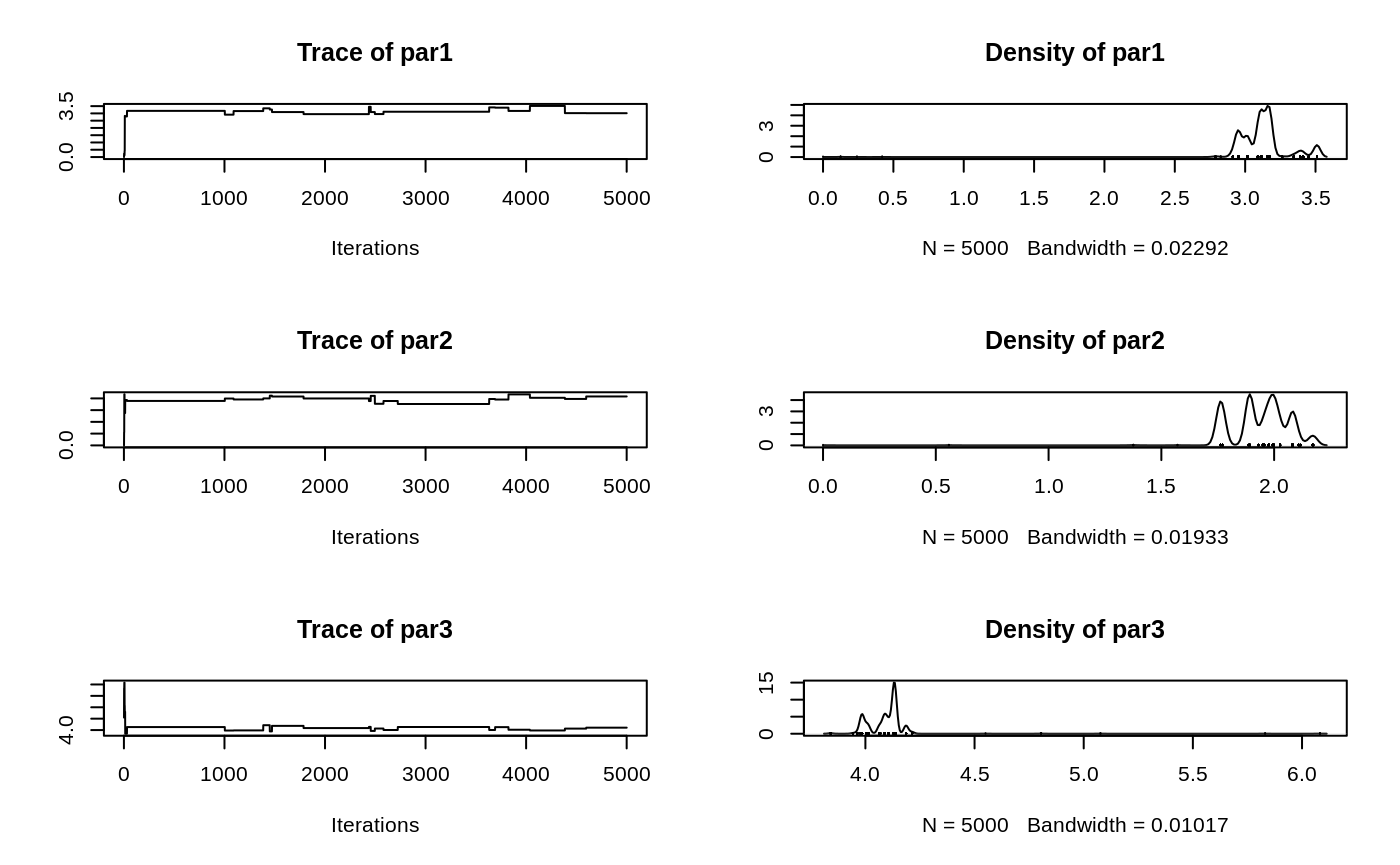 Trace of par1
0.0 3.5
0 1000 2000 3000 4000 5000
Iterations
Density of par1
0 3
0.0 0.5 1.0 1.5 2.0 2.5 3.0 3.5
N = 5000 Bandwidth = 0.02292
Trace of par2
0.0
0 1000 2000 3000 4000 5000
Iterations
Density of par2
0 3
0.0 0.5 1.0 1.5 2.0
N = 5000 Bandwidth = 0.01933
Trace of par3
4.0
0 1000 2000 3000 4000 5000
Iterations
Density of par3
0 15
4.0 4.5 5.0 5.5 6.0
N = 5000 Bandwidth = 0.01017